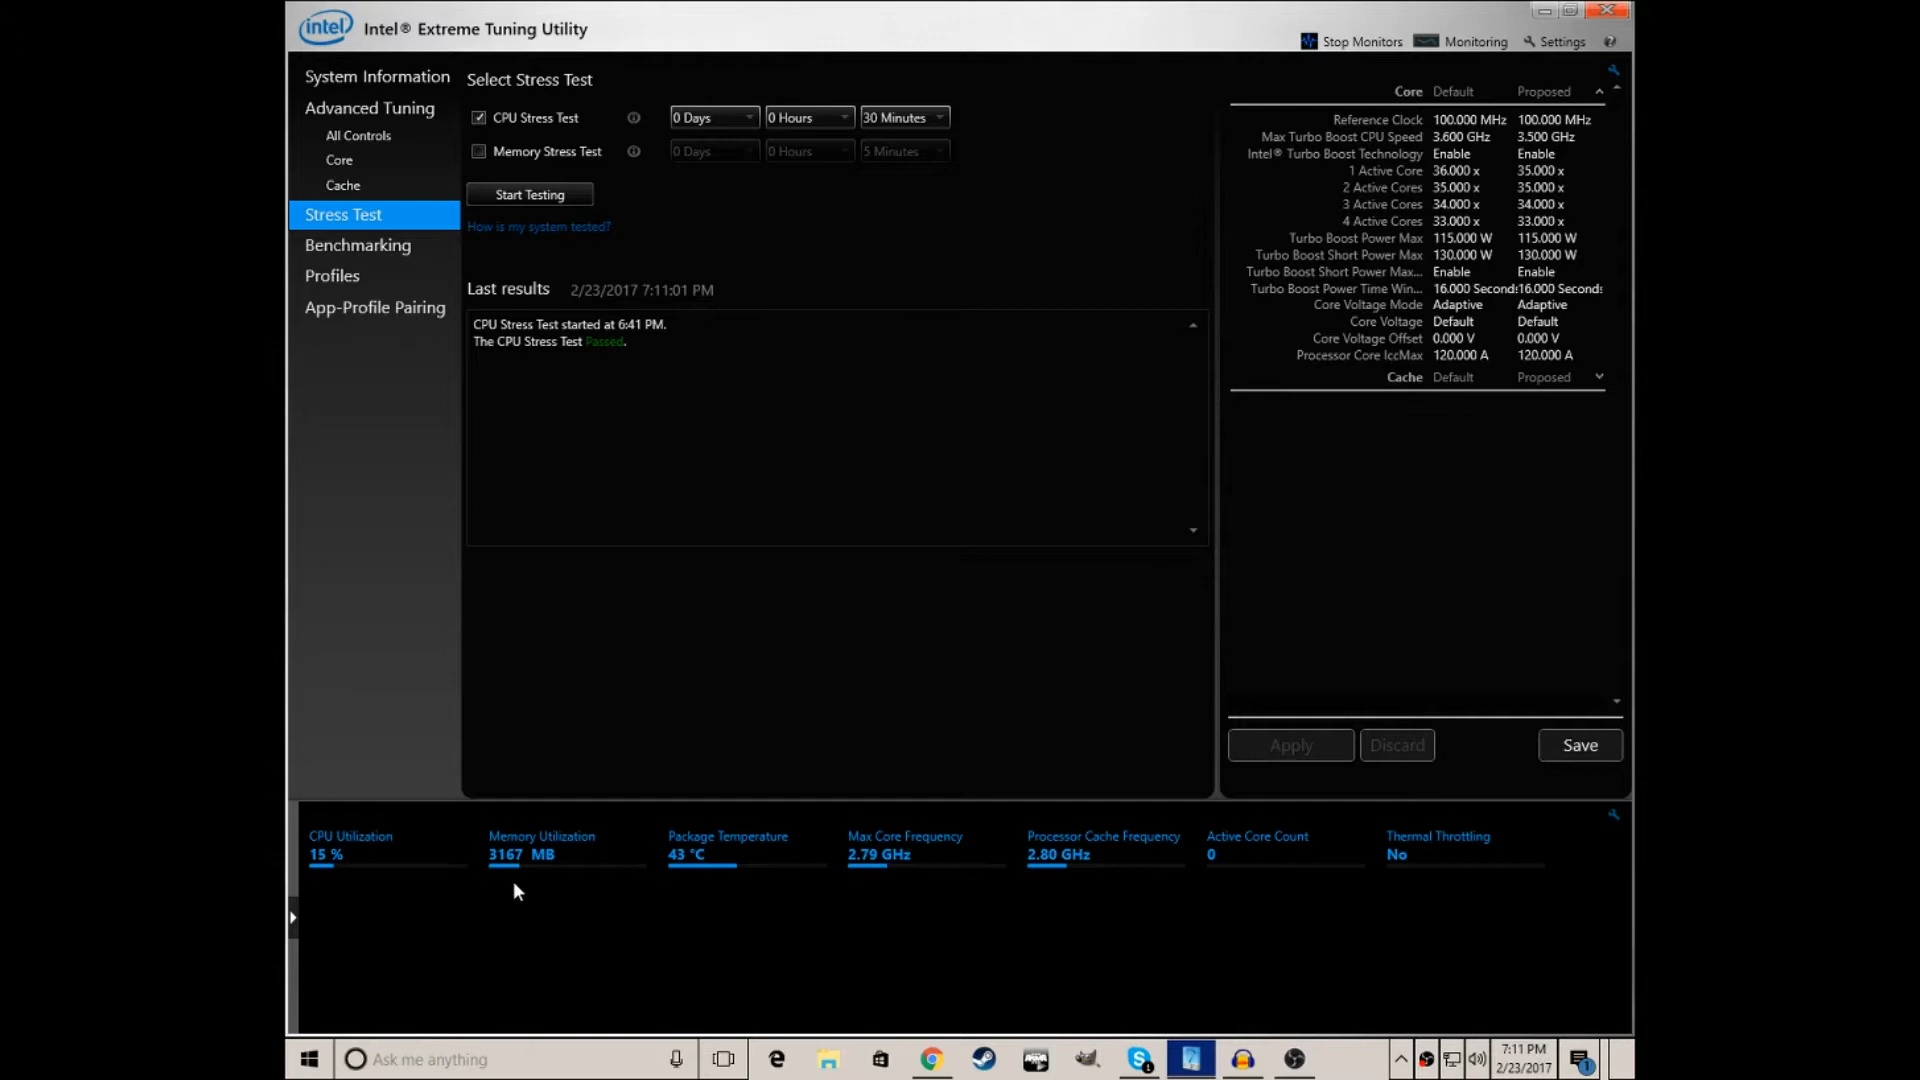 intel Intel® Extreme Tuning Utility
Stop Monitors Monitoring Settings
System Information
Advanced Tuning
All Controls
Core
Cache
Stress Test
Benchmarking
Profiles
App-Profile Pairing
Select Stress Test
CPU Stress Test 0 Days 0 Hours 30 Minutes
Memory Stress Test 0 Days 0 Hours 5 Minutes
Start Testing
How is my system tested?
Last results 2/23/2017 7:11:01 PM
CPU Stress Test started at 6:41 PM.
The CPU Stress Test Passed.
Core Default Proposed
Reference Clock 100.000 MHz 100.000 MHz
Max Turbo Boost CPU Speed 3.600 GHz 3.500 GHz
Intel® Turbo Boost Technology Enable Enable
1 Active Core 36.000 x 35.000 x
2 Active Cores 35.000 x 35.000 x
3 Active Cores 34.000 x 34.000 x
4 Active Cores 33.000 x 33.000 x
Turbo Boost Power Max 115.000 W 115.000 W
Turbo Boost Short Power Max 130.000 W 130.000 W
Turbo Boost Short Power Max... Enable Enable
Turbo Boost Power Time Win... 16.000 Seconds 16.000 Seconds
Core Voltage Mode Adaptive Adaptive
Core Voltage Default Default
Core Voltage Offset 0.000 V 0.000 V
Processor Core IccMax 120.000 A 120.000 A
Cache Default Proposed
Apply Discard Save
CPU Utilization Memory Utilization Package Temperature Max Core Frequency Processor Cache Frequency Active Core Count Thermal Throttling
15 % 3167 MB 43 °C 2.79 GHz 2.80 GHz 0 No
Ask me anything
7:11 PM
2/23/2017